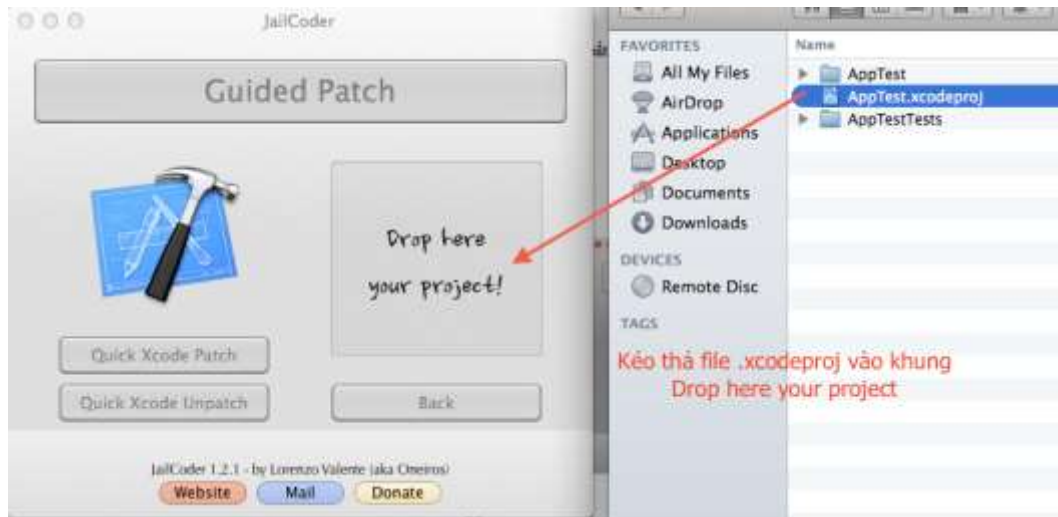 JailCoder
Guided Patch
Drop here
your project!
Quick Xcode Patch
Quick Xcode Unpatch
Back
JailCoder 1.2.1 - by Lorenzo Valente (aka Oneiros)
Website
Mail
Donate
FAVORITES
All My Files
AirDrop
Applications
Desktop
Documents
Downloads
DEVICES
Remote Disc
TAGS
Name
AppTest
AppTest.xcodeproj
AppTestTests
Kéo thả file .xcodeproj vào khung
Drop here your project